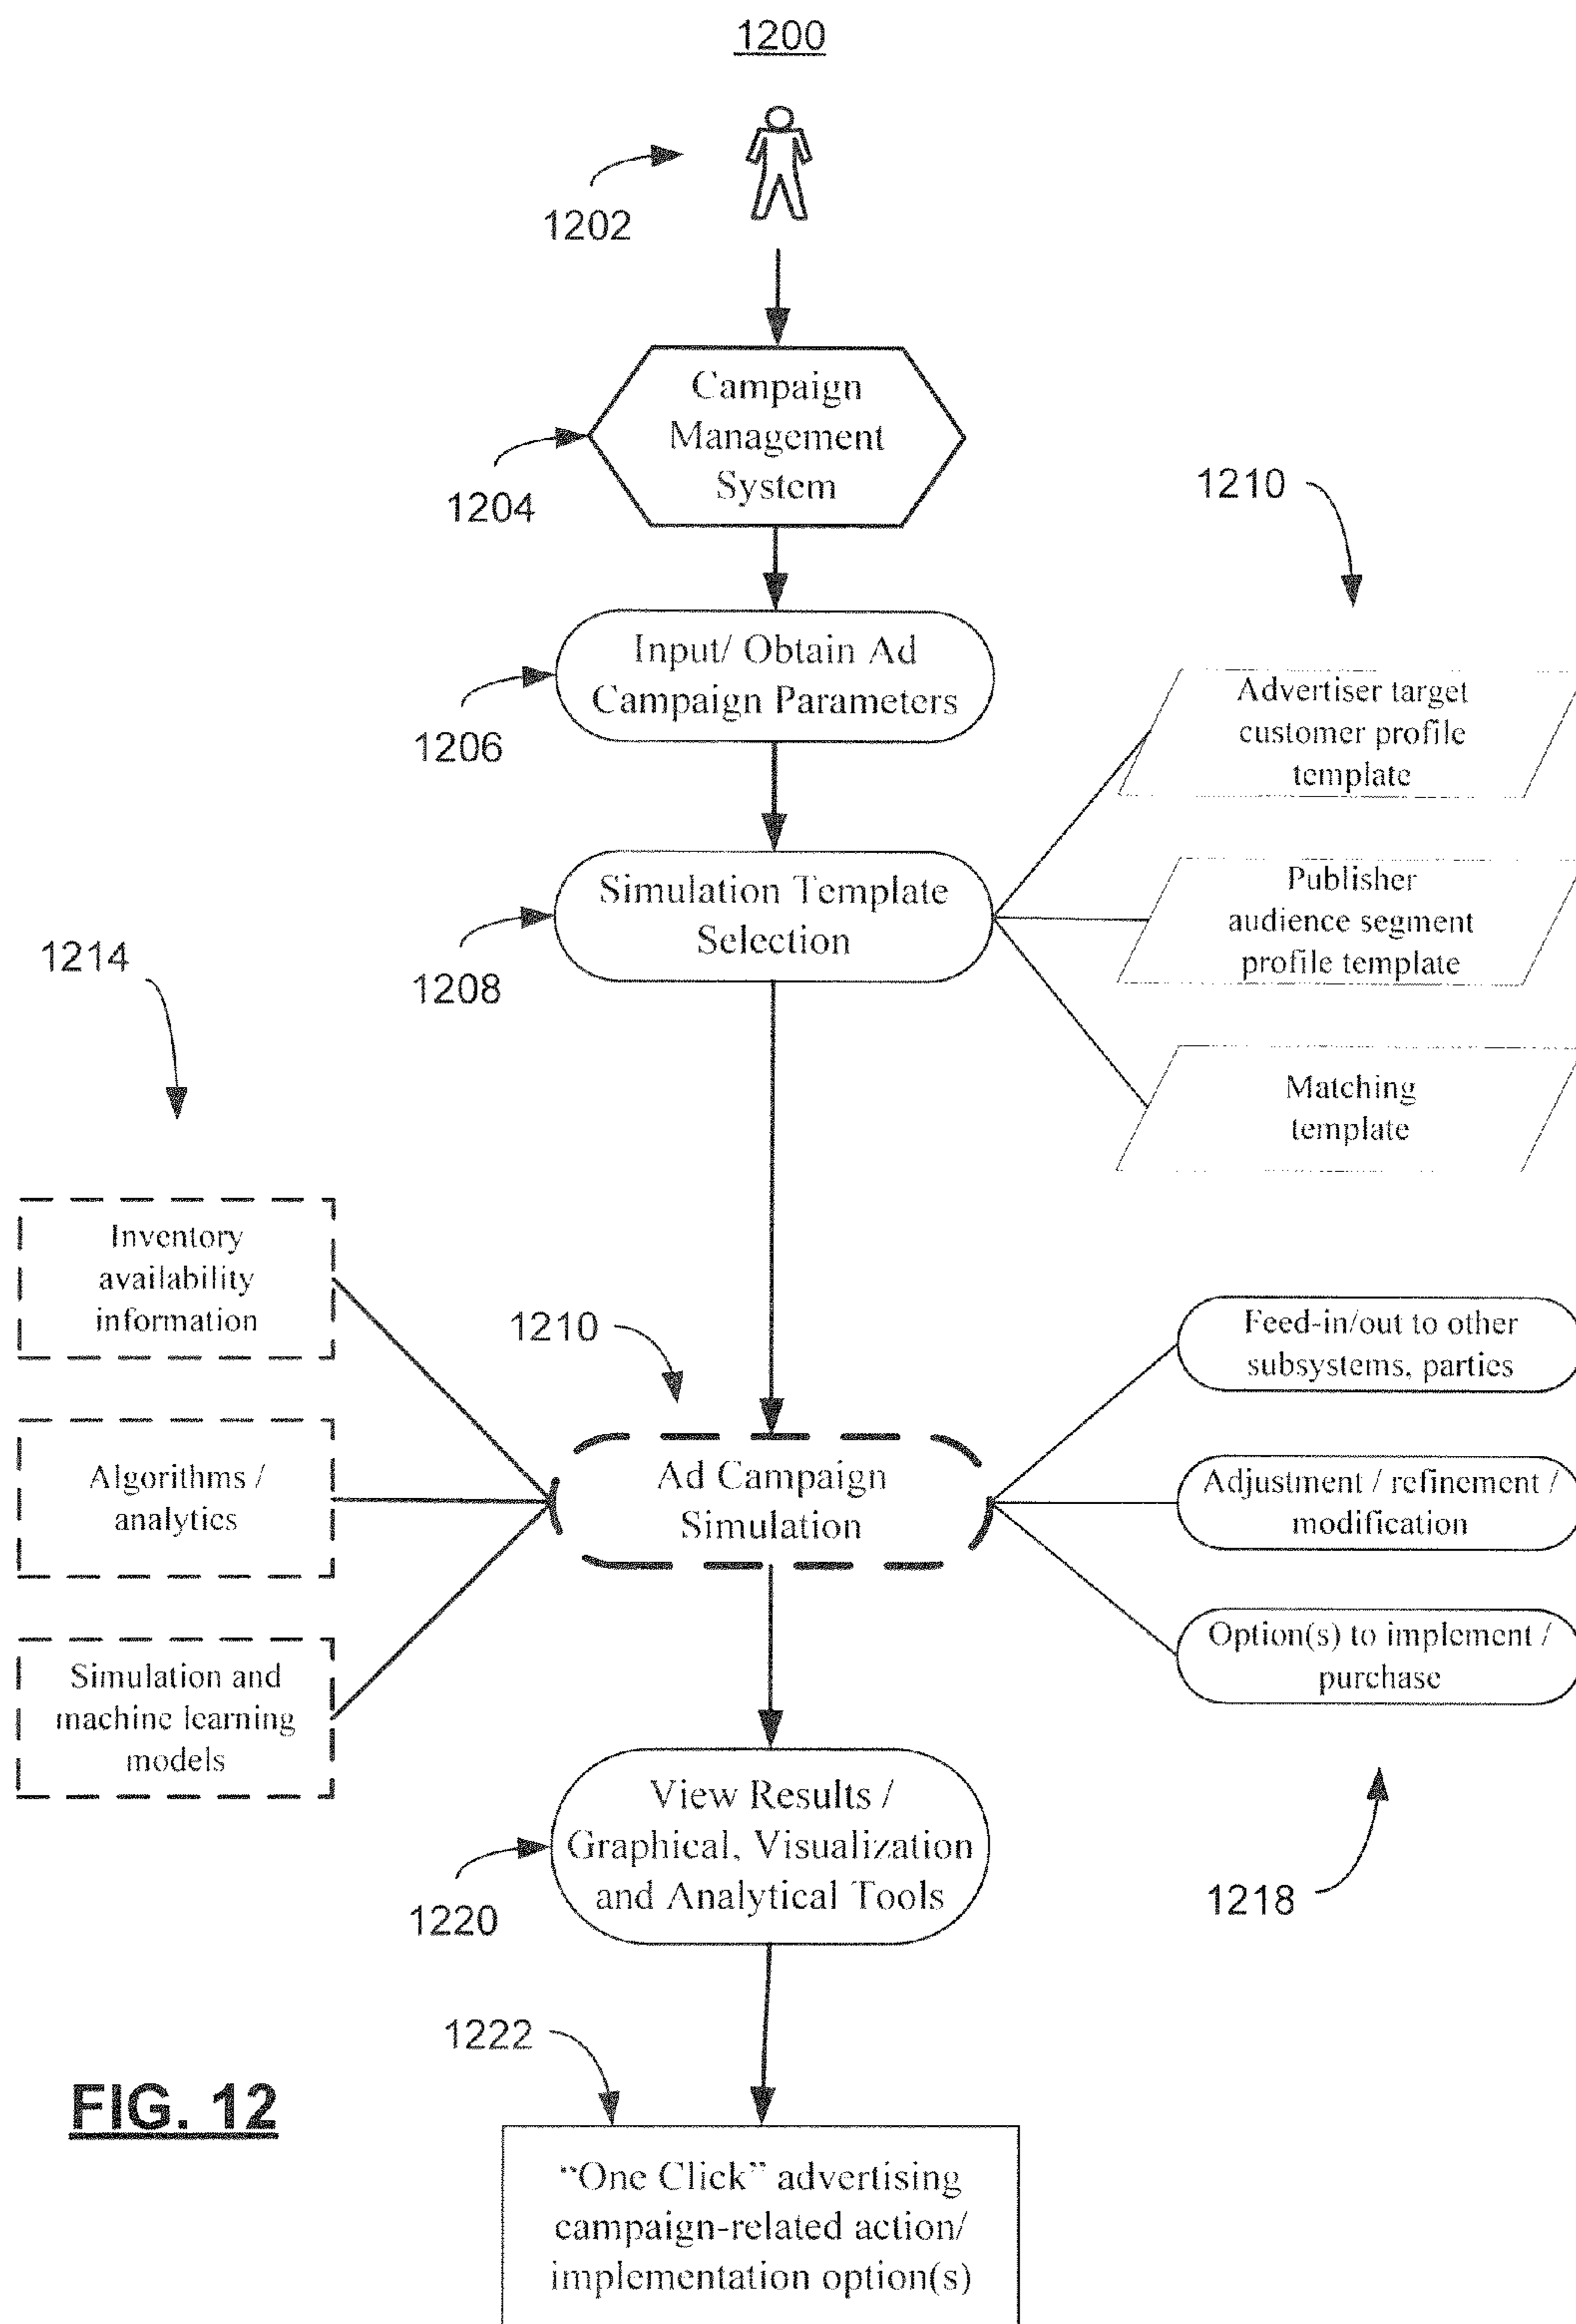 1200
1202
Campaign
Management
System
1204
1210
Input/ Obtain Ad
Campaign Parameters
1206
Advertiser target
customer profile
template
Simulation Template
Selection
1208
Publisher
audience segment
profile template
Matching
template
1214
Inventory
availability
information
Algorithms /
analytics
Simulation and
machine learning
models
1210
Ad Campaign
Simulation
Feed-in/out to other
subsystems, parties
Adjustment / refinement /
modification
Option(s) to implement /
purchase
1218
View Results /
Graphical, Visualization
and Analytical Tools
1220
1222
FIG. 12
“One Click” advertising
campaign-related action/
implementation option(s)